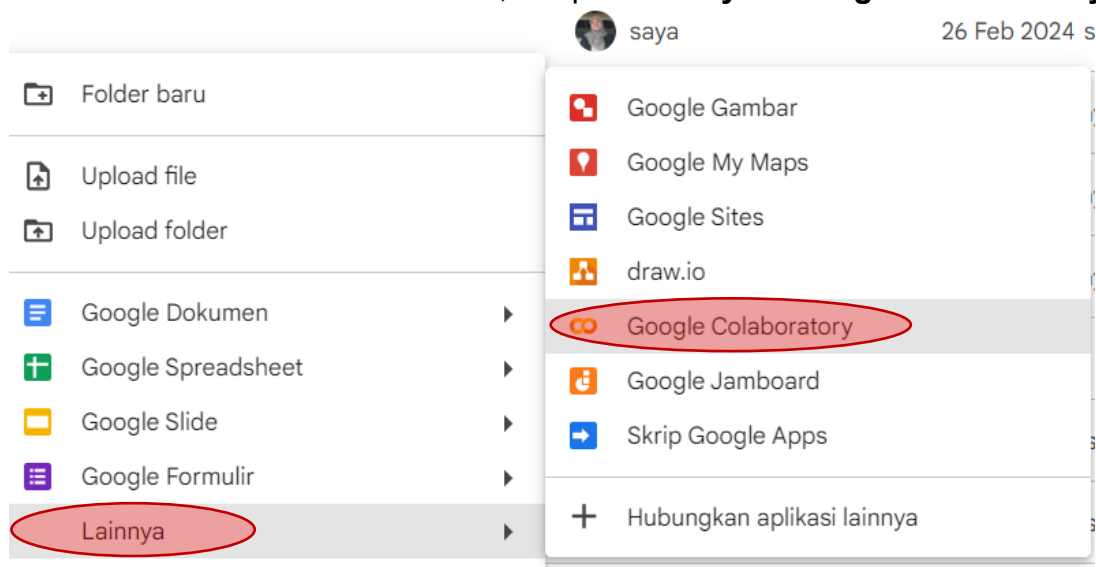 saya 26 Feb 2024
Folder baru
Upload file
Upload folder
Google Dokumen
Google Spreadsheet
Google Slide
Google Formulir
Lainnya
Google Gambar
Google My Maps
Google Sites
draw.io
Google Colaboratory
Google Jamboard
Skrip Google Apps
Hubungkan aplikasi lainnya